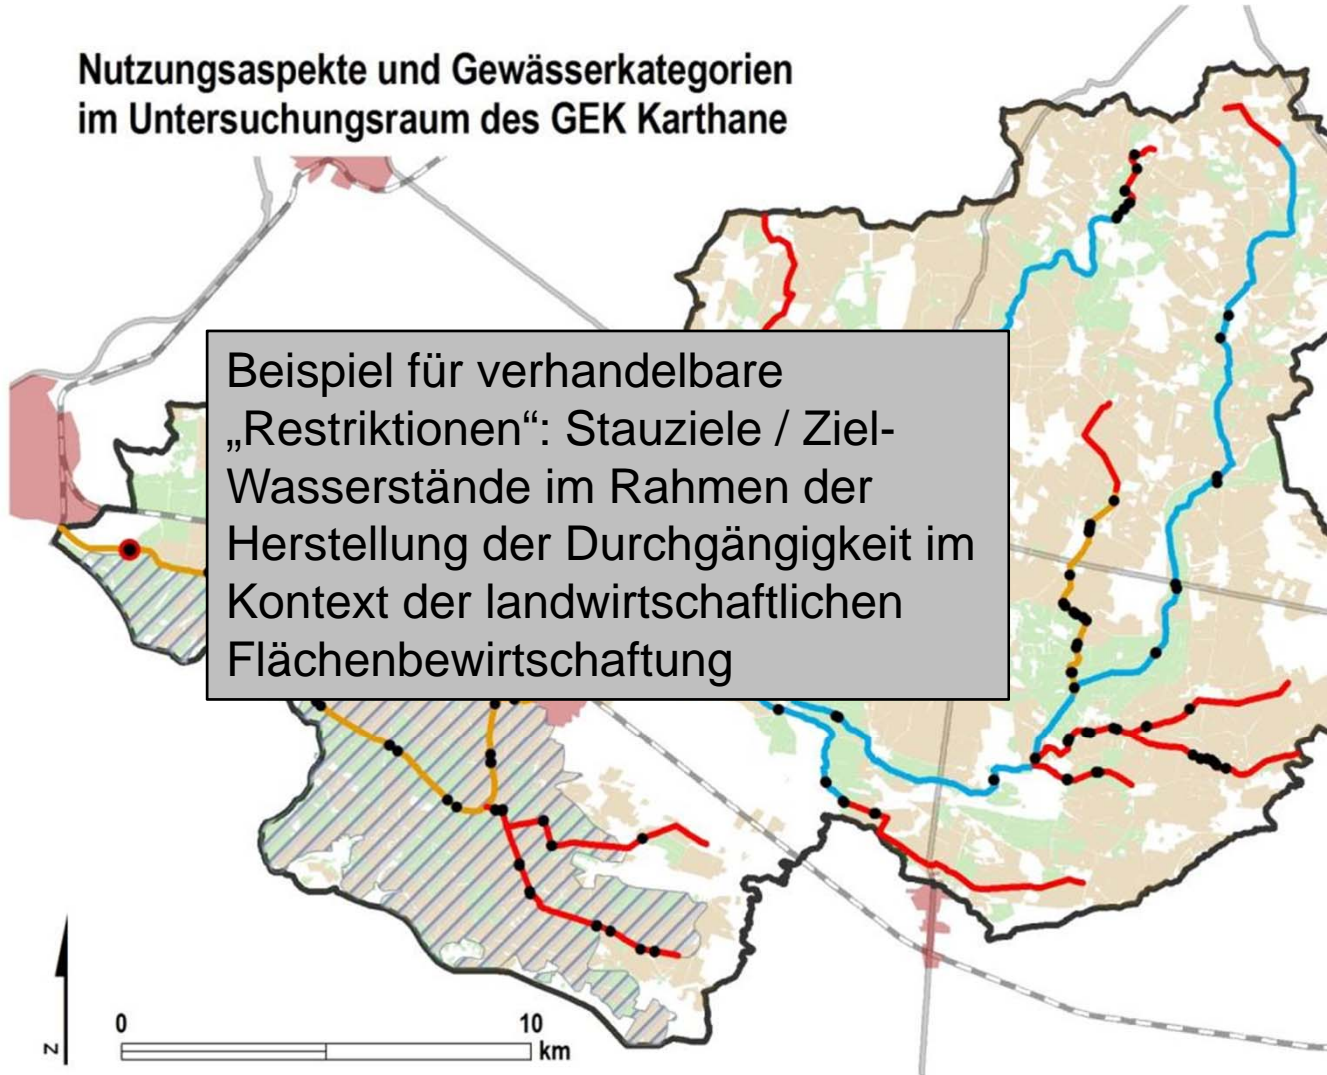 Nutzungsaspekte und Gewässerkategorien
im Untersuchungsraum des GEK Karthane
Beispiel für verhandelbare
„Restriktionen“: Stauziele / Ziel-
Wasserstände im Rahmen der
Herstellung der Durchgängigkeit im
Kontext der landwirtschaftlichen
Flächenbewirtschaftung
N
0
10
km